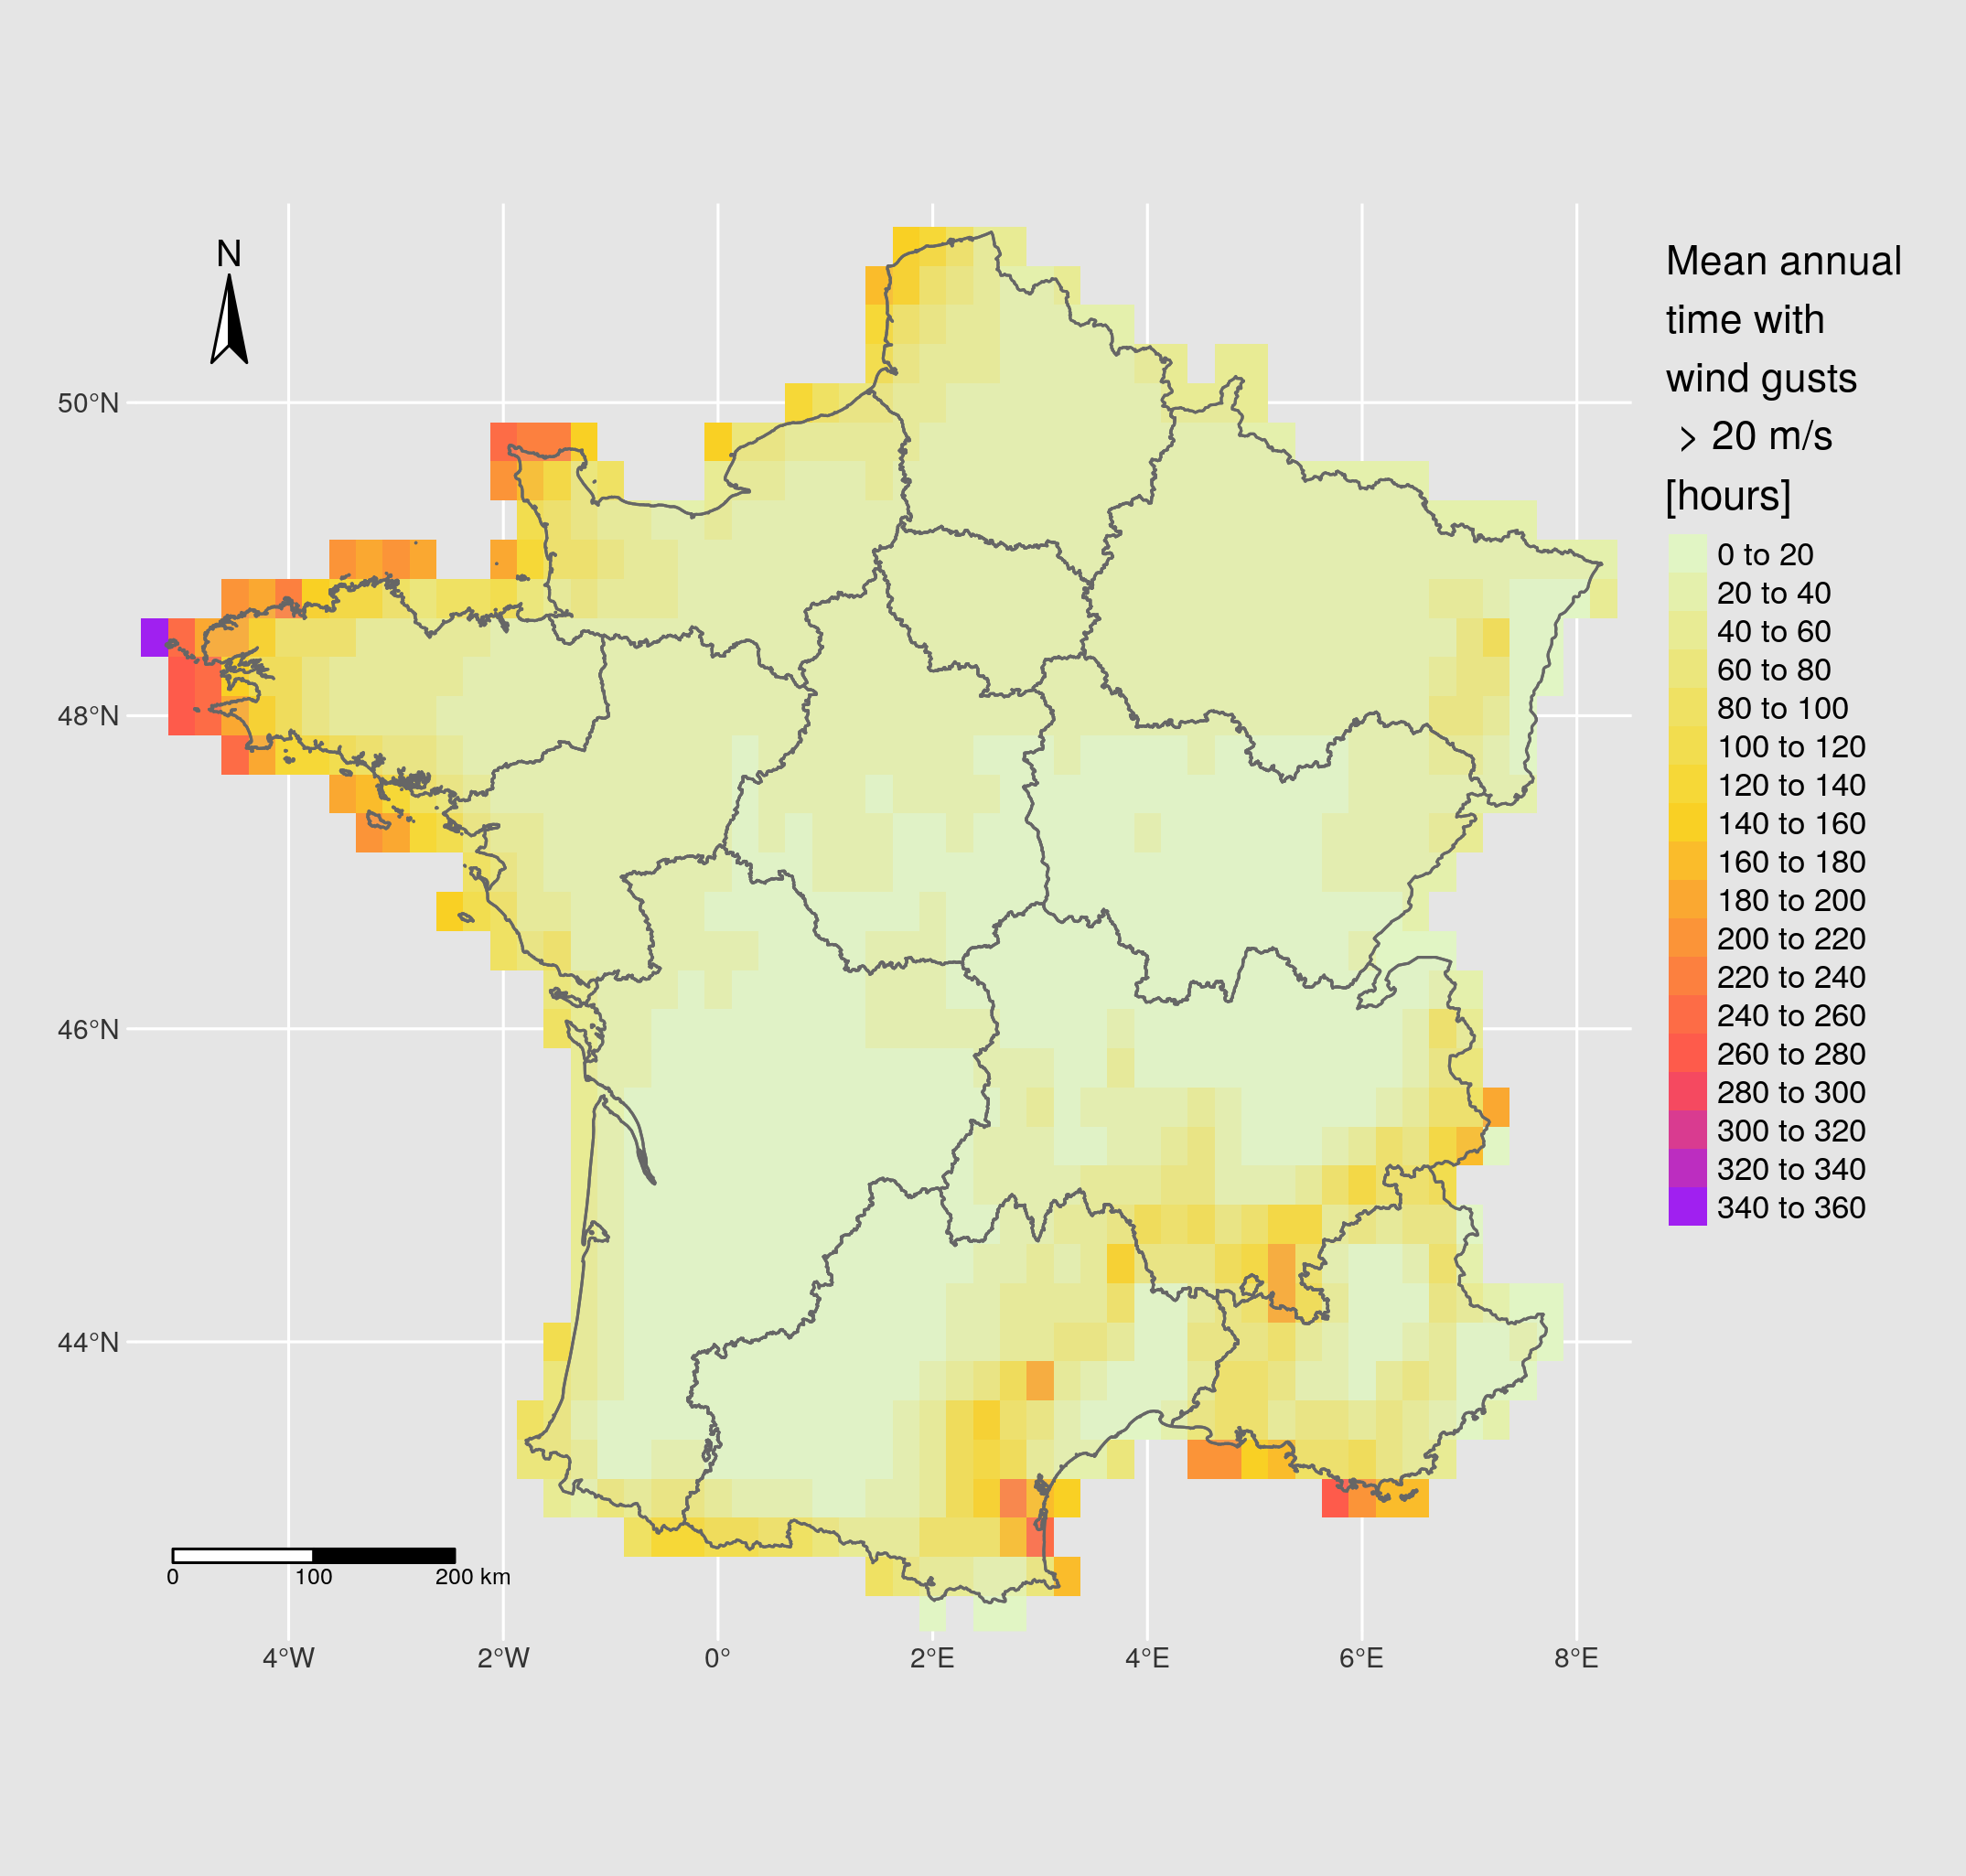 N
Mean annual
time with
wind gusts
> 20 m/s
[hours]
0 to 20
20 to 40
40 to 60
60 to 80
80 to 100
100 to 120
120 to 140
140 to 160
160 to 180
180 to 200
200 to 220
220 to 240
240 to 260
260 to 280
280 to 300
300 to 320
320 to 340
340 to 360
50°N
48°N
46°N
44°N
0 100 200 km
4°W 2°W 0° 2°E 4°E 6°E 8°E